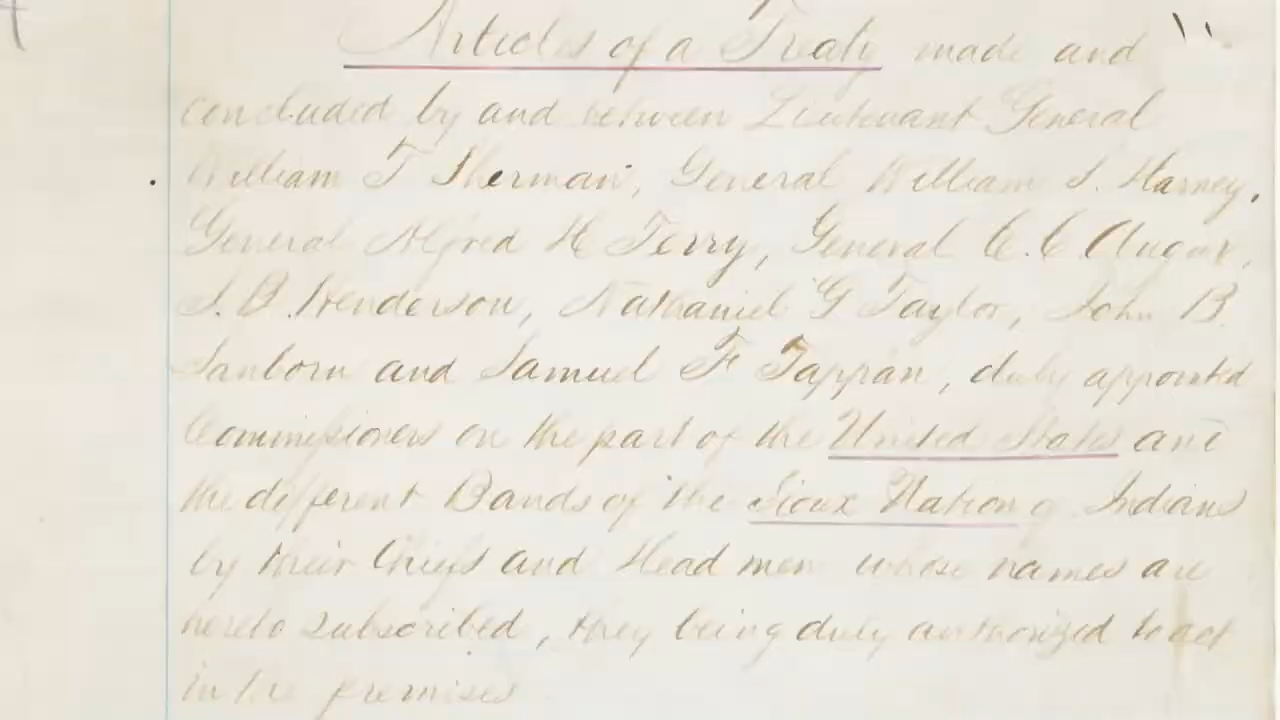 Articles of a Treaty made and
concluded by and between Lieutenant General
William T Sherman, General William S. Harney,
General Alfred H Terry, General C. C Augur,
J. B. Henderson, Nathaniel G Taylor, John B.
Sanborn and Samuel F Tappan, duly appointed
Commissioners on the part of the United States and
the different Bands of the Sioux Nation of Indians
by their Chiefs and Head men whose names are
hereto subscribed, they being duly authorized to act
in the premises